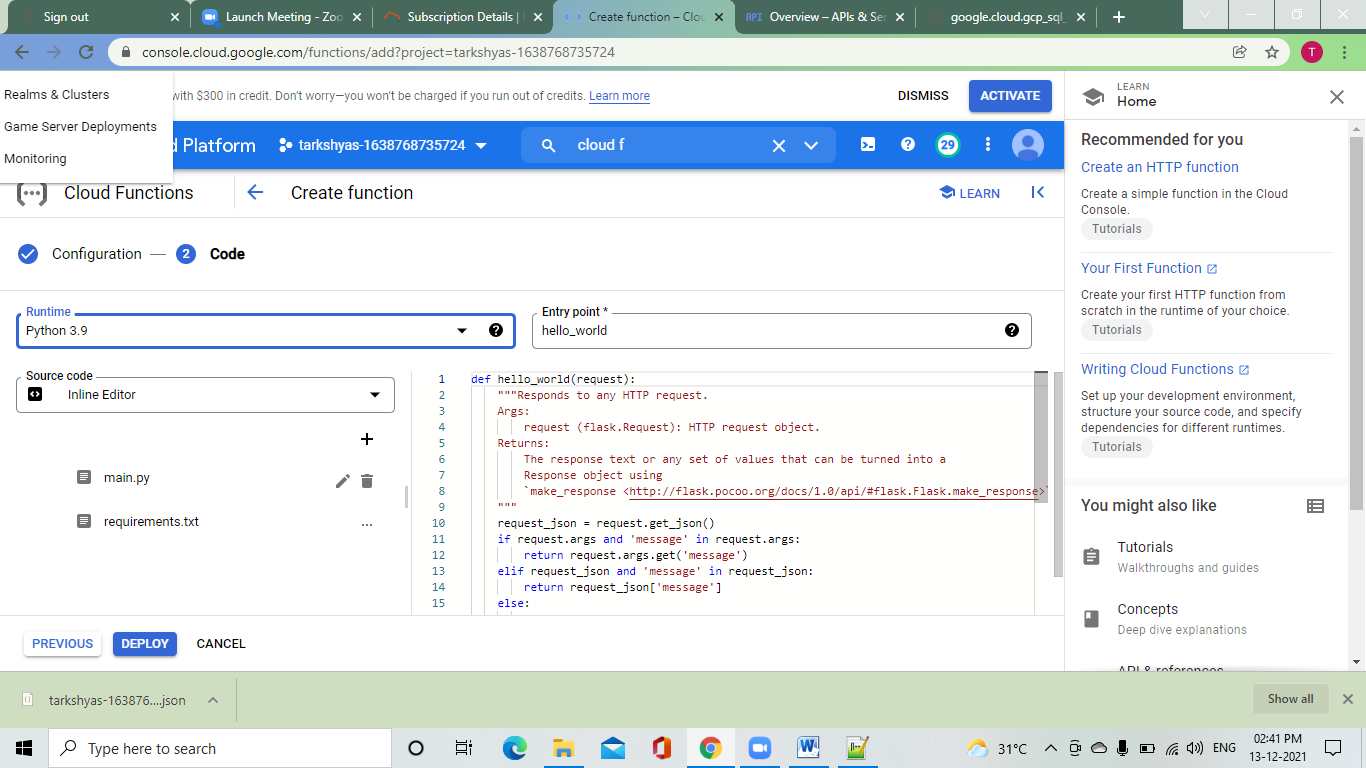 Sign out
Launch Meeting - Zoo
Subscription Details |
Create function – Clou
API Overview – APIs & Ser
google.cloud.gcp_sql_
console.cloud.google.com/functions/add?project=tarkshyas-1638768735724
T
Realms & Clusters
Game Server Deployments
Monitoring
with $300 in credit. Don't worry—you won't be charged if you run out of credits. Learn more
DISMISS
ACTIVATE
d Platform
tarkshyas-1638768735724
cloud f
29
Cloud Functions
Create function
LEARN
Configuration — 2 Code
Runtime
Python 3.9
Entry point *
hello_world
Source code
Inline Editor
main.py
requirements.txt
...
1 def hello_world(request):
2 """Responds to any HTTP request.
3 Args:
4 request (flask.Request): HTTP request object.
5 Returns:
6 The response text or any set of values that can be turned into a
7 Response object using
8 `make_response <http://flask.pocoo.org/docs/1.0/api/#flask.Flask.make_response>`
9 """
10 request_json = request.get_json()
11 if request.args and 'message' in request.args:
12 return request.args.get('message')
13 elif request_json and 'message' in request_json:
14 return request_json['message']
15 else:
PREVIOUS
DEPLOY
CANCEL
LEARN
Home
Recommended for you
Create an HTTP function
Create a simple function in the Cloud
Console.
Tutorials
Your First Function
Create your first HTTP function from
scratch in the runtime of your choice.
Tutorials
Writing Cloud Functions
Set up your development environment,
structure your source code, and specify
dependencies for different runtimes.
Tutorials
You might also like
Tutorials
Walkthroughs and guides
Concepts
Deep dive explanations
API & references
tarkshyas-163876....json
Show all
Type here to search
31°C
ENG
02:41 PM
13-12-2021